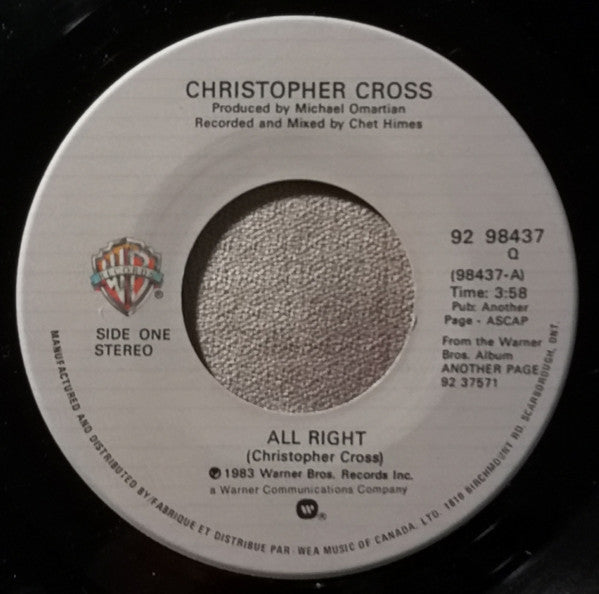 CHRISTOPHER CROSS
Produced by Michael Omartian
Recorded and Mixed by Chet Himes
WB
RECORDS
®
SIDE ONE
STEREO
92 98437
Q
(98437-A)
Time: 3:58
Pub: Another
Page - ASCAP
From the Warner
Bros. Album
ANOTHER PAGE
92 37571
ALL RIGHT
(Christopher Cross)
℗ 1983 Warner Bros. Records Inc.
a Warner Communications Company
W ®
MANUFACTURED AND DISTRIBUTED BY/FABRIQUE ET DISTRIBUE PAR - WEA MUSIC OF CANADA, LTD. 1810 BIRCHMOUNT RD. SCARBOROUGH, ONT.